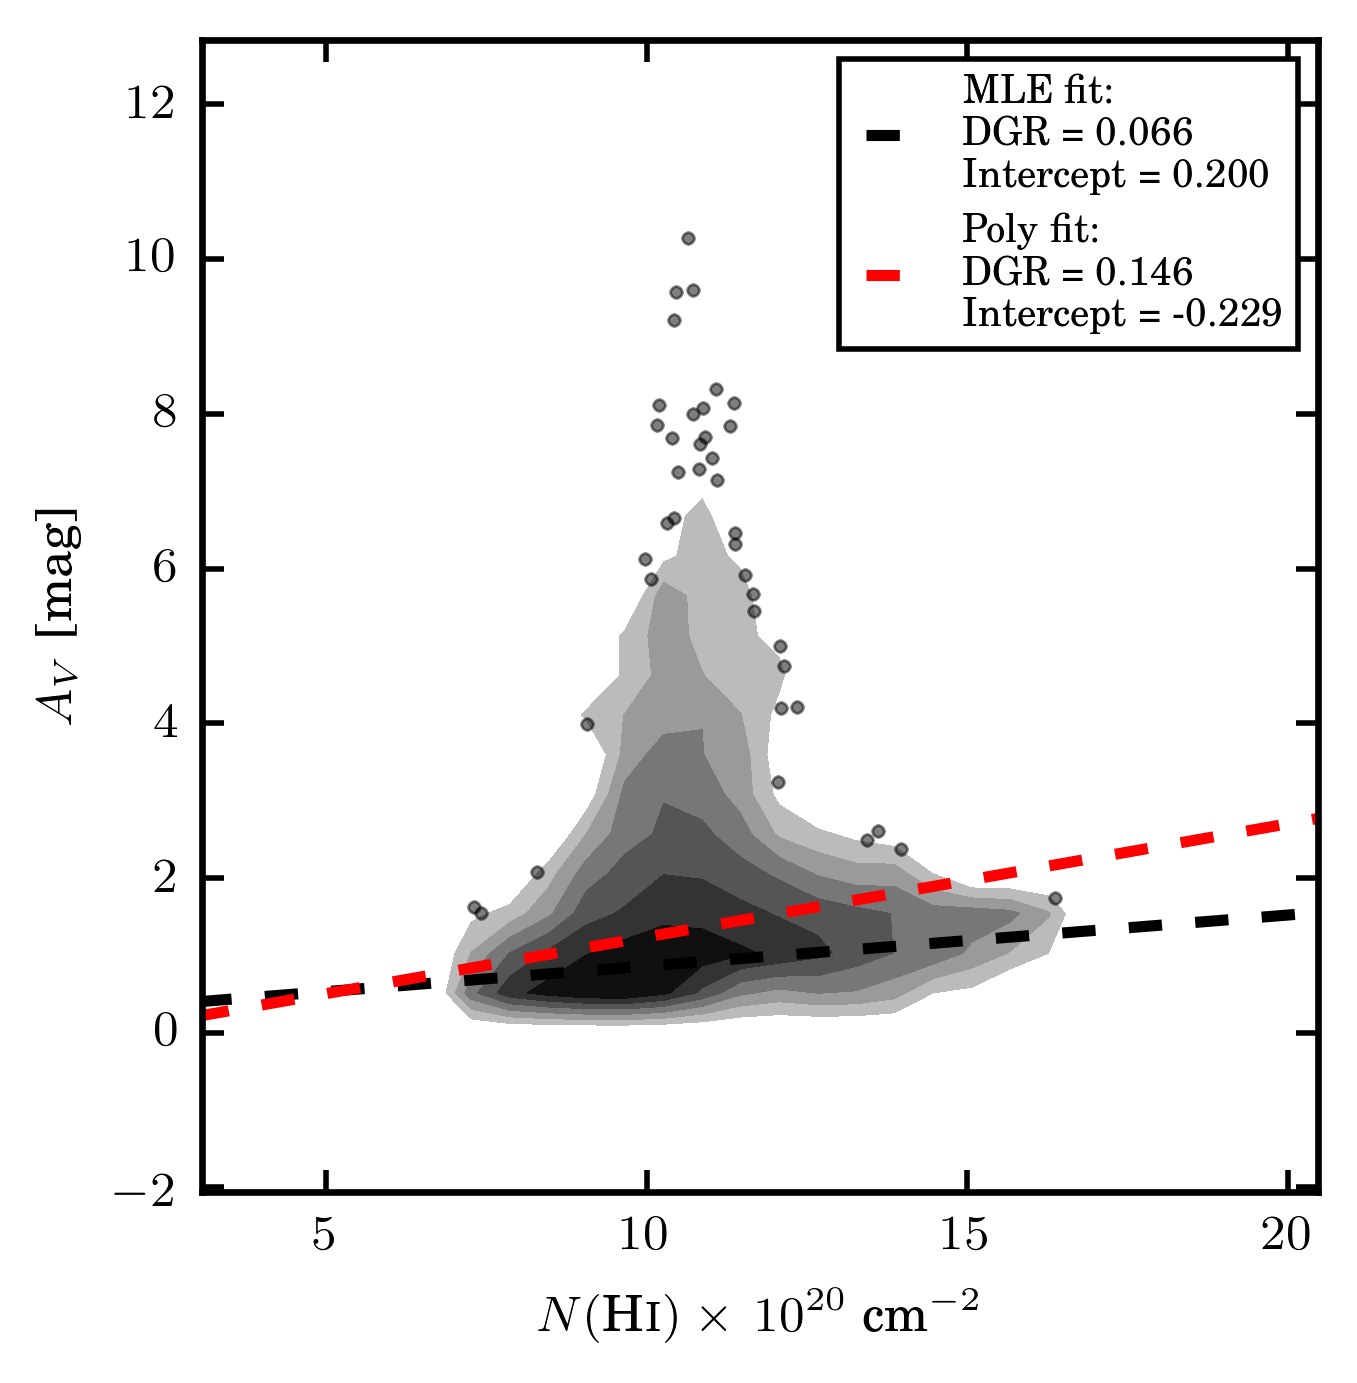 MLE fit:
DGR = 0.066
Intercept = 0.200
Poly fit:
DGR = 0.146
Intercept = -0.229
12
10
8
6
4
2
0
−2
A_V [mag]
5 10 15 20
N(HI) × 10^20 cm^−2